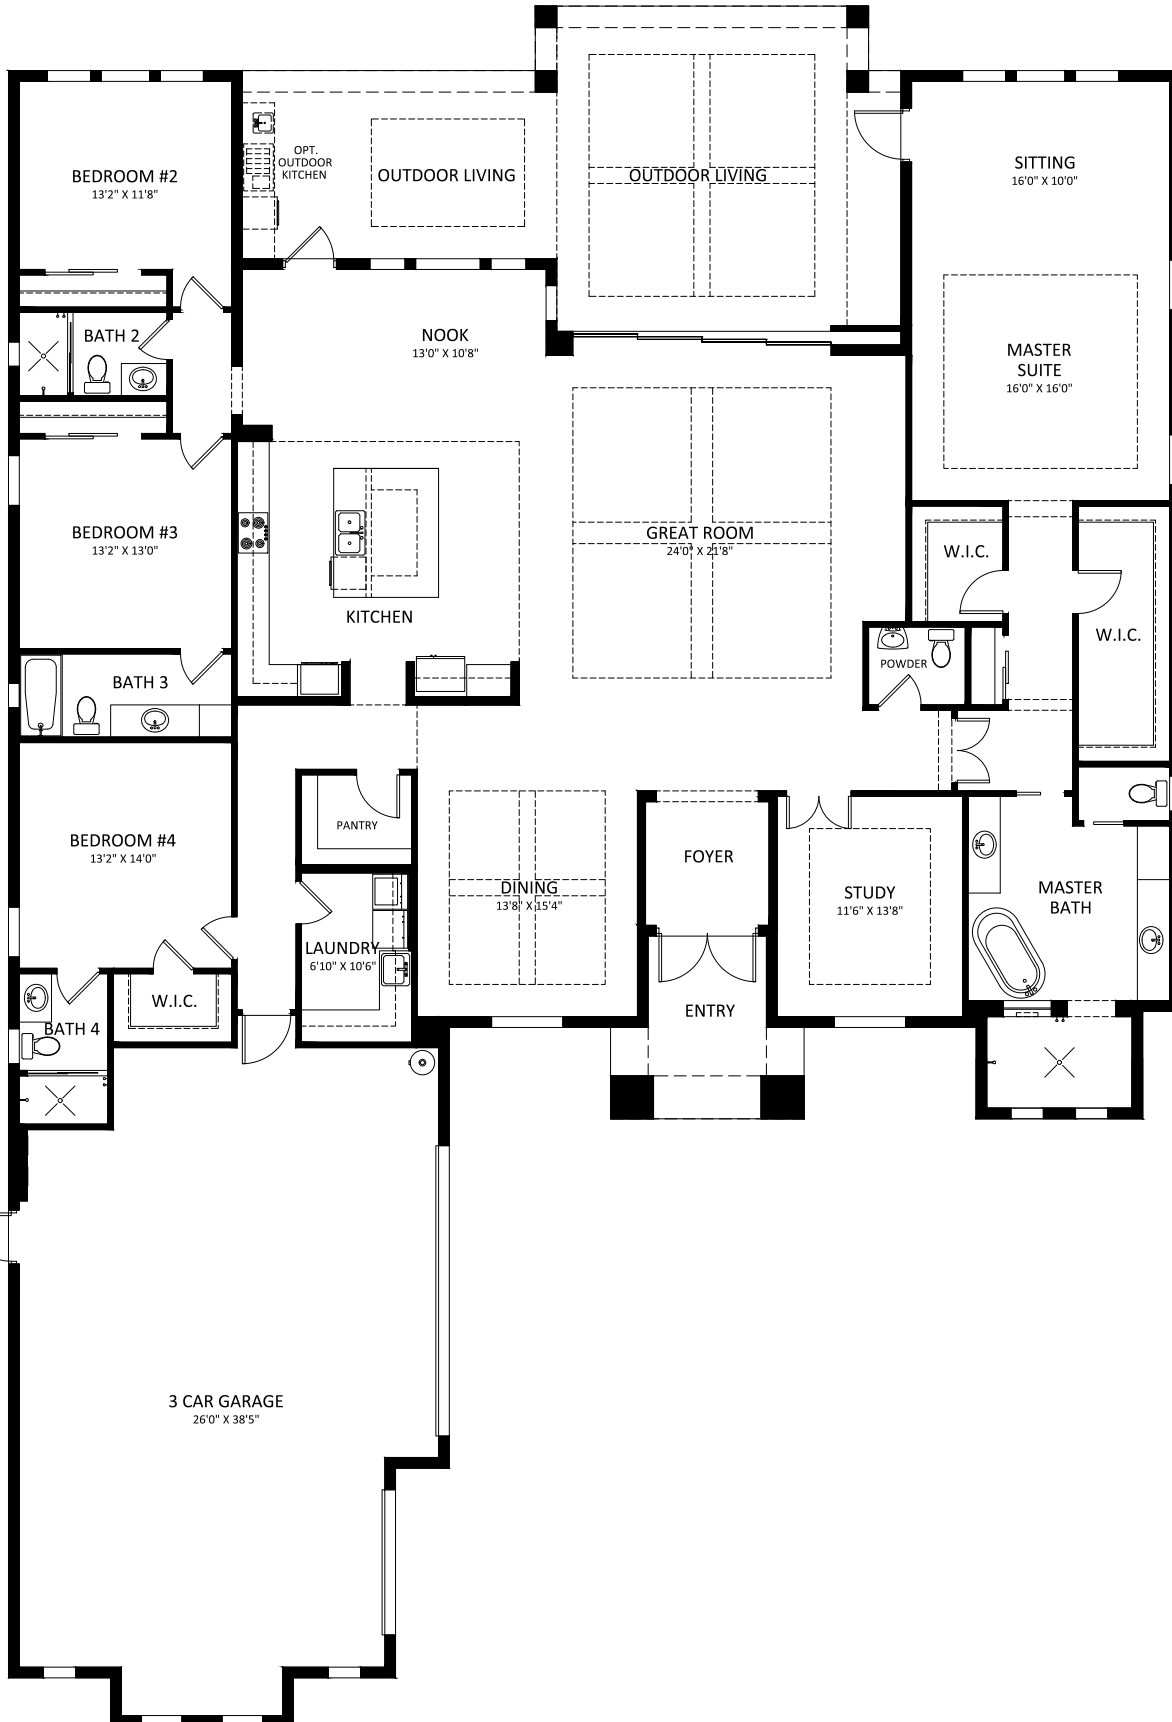 BEDROOM #2
13'2" X 11'8"
OPT.
OUTDOOR
KITCHEN
OUTDOOR LIVING
OUTDOOR LIVING
SITTING
16'0" X 10'0"
BATH 2
NOOK
13'0" X 10'8"
MASTER
SUITE
16'0" X 16'0"
BEDROOM #3
13'2" X 13'0"
KITCHEN
GREAT ROOM
24'0" X 21'8"
W.I.C.
W.I.C.
POWDER
BATH 3
BEDROOM #4
13'2" X 14'0"
PANTRY
FOYER
DINING
13'8" X 15'4"
STUDY
11'6" X 13'8"
MASTER
BATH
LAUNDRY
6'10" X 10'6"
W.I.C.
BATH 4
ENTRY
3 CAR GARAGE
26'0" X 38'5"